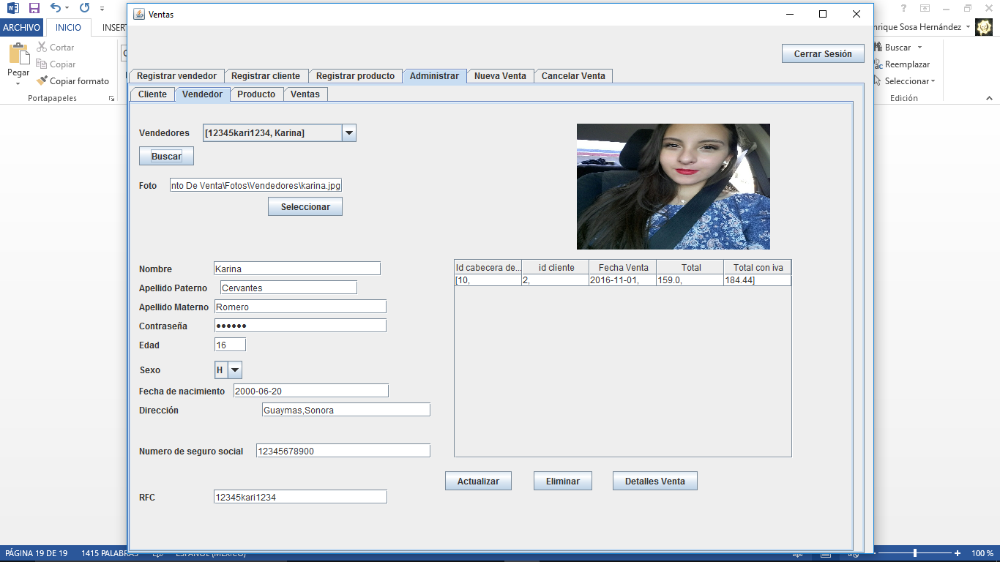 Ventas
ARCHIVO INICIO INSERT
nrique Sosa Hernández
Cortar
Copiar
Pegar
Copiar formato
Portapapeles
Buscar
Reemplazar
Seleccionar
Edición
Cerrar Sesión
Registrar vendedor Registrar cliente Registrar producto Administrar Nueva Venta Cancelar Venta
Cliente Vendedor Producto Ventas
Vendedores [12345kari1234, Karina]
Buscar
Foto nto De Venta\Fotos\Vendedores\karina.jpg
Seleccionar
Nombre Karina
Apellido Paterno Cervantes
Apellido Materno Romero
Contraseña ••••••
Edad 16
Sexo H
Fecha de nacimiento 2000-06-20
Dirección Guaymas,Sonora
Numero de seguro social 12345678900
RFC 12345kari1234
Id cabecera de... id cliente Fecha Venta Total Total con iva
[10, 2, 2016-11-01, 159.0, 184.44]
Actualizar Eliminar Detalles Venta
PÁGINA 19 DE 19 1415 PALABRAS ESPAÑOL (MÉXICO) 100 %